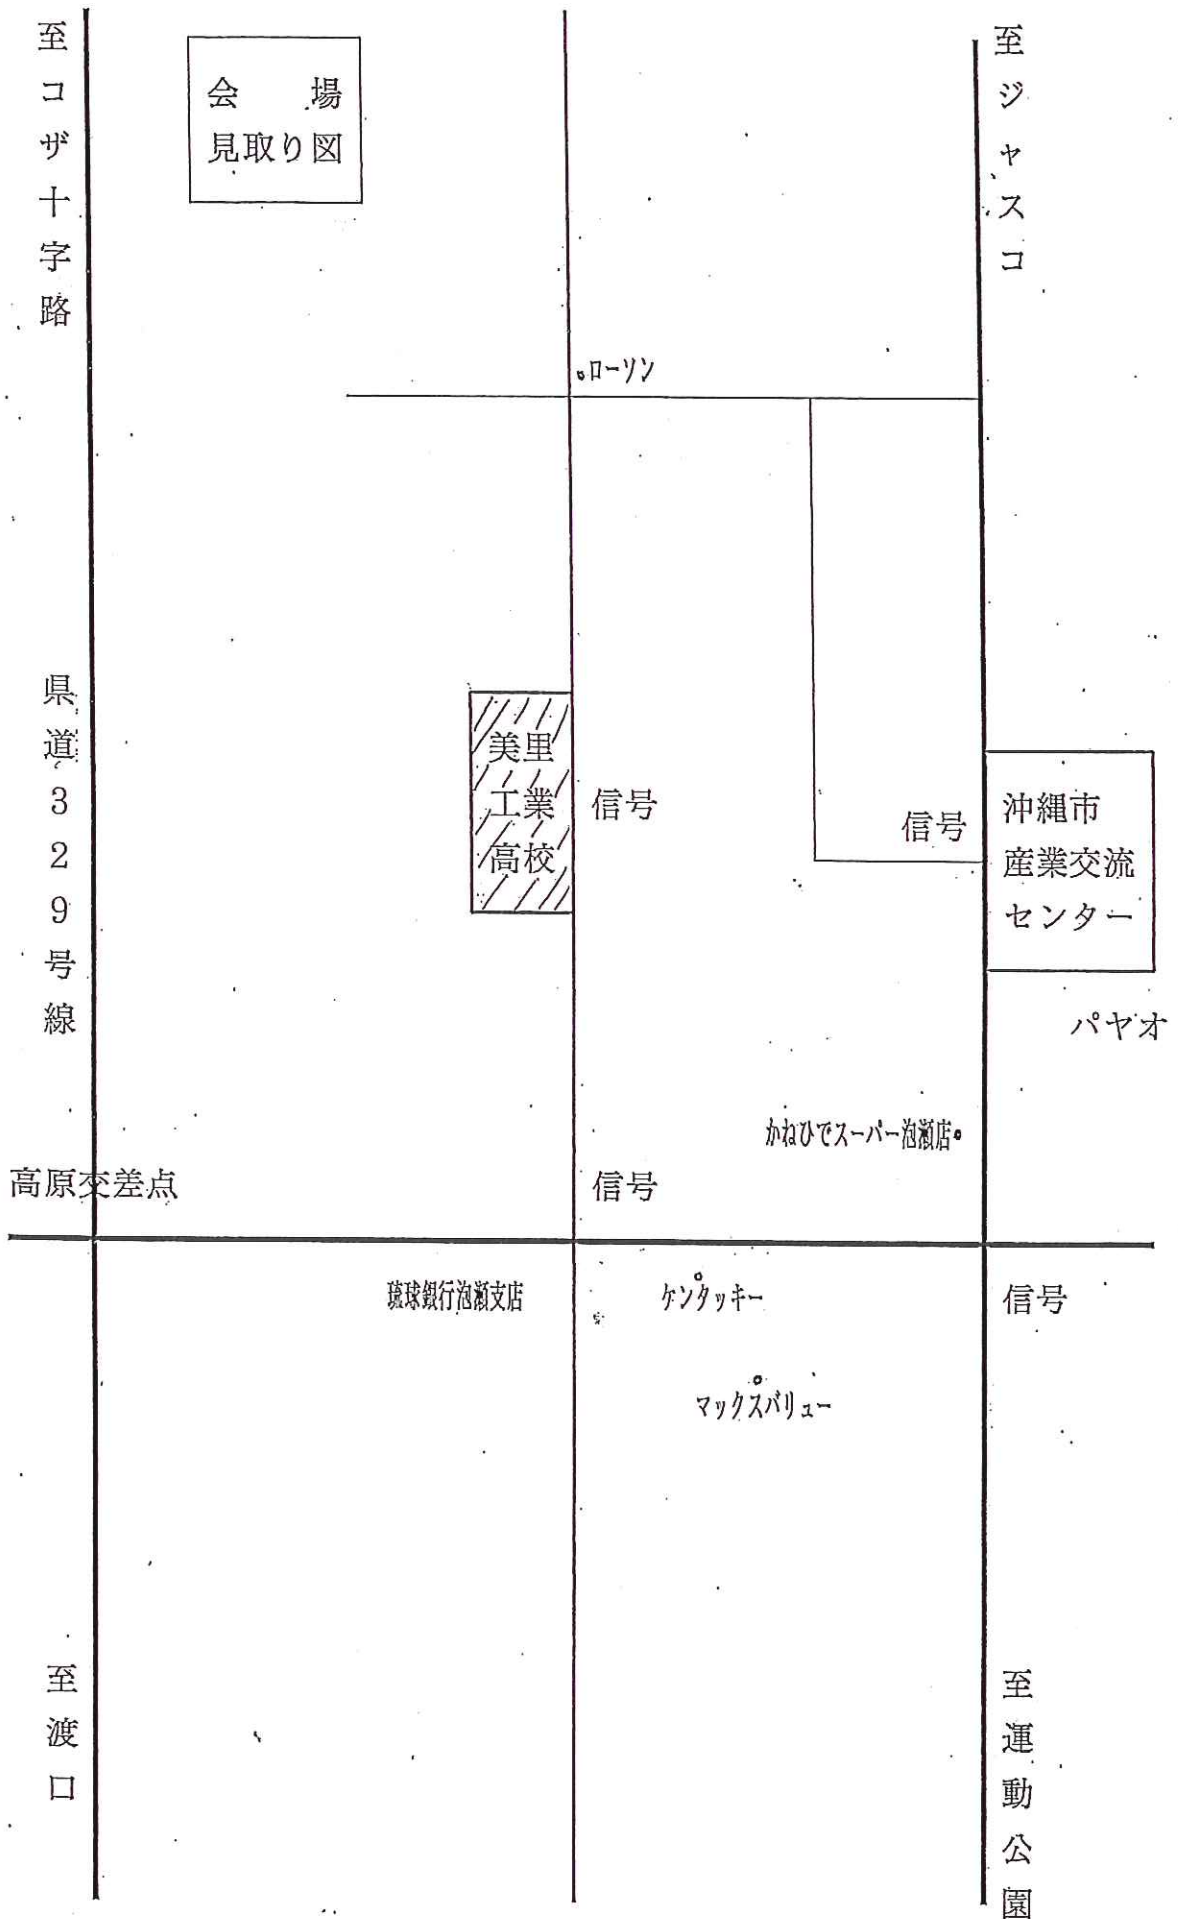 至コザ十字路
会　場
見取り図
至ジャスコ
ローソン
県道329号線
美里
工業
高校
信号
信号
沖縄市
産業交流
センター
パヤオ
かねひでスーパー泡瀬店
高原交差点
信号
琉球銀行泡瀬支店
ケンタッキー
信号
マックスバリュー
至渡口
至運動公園